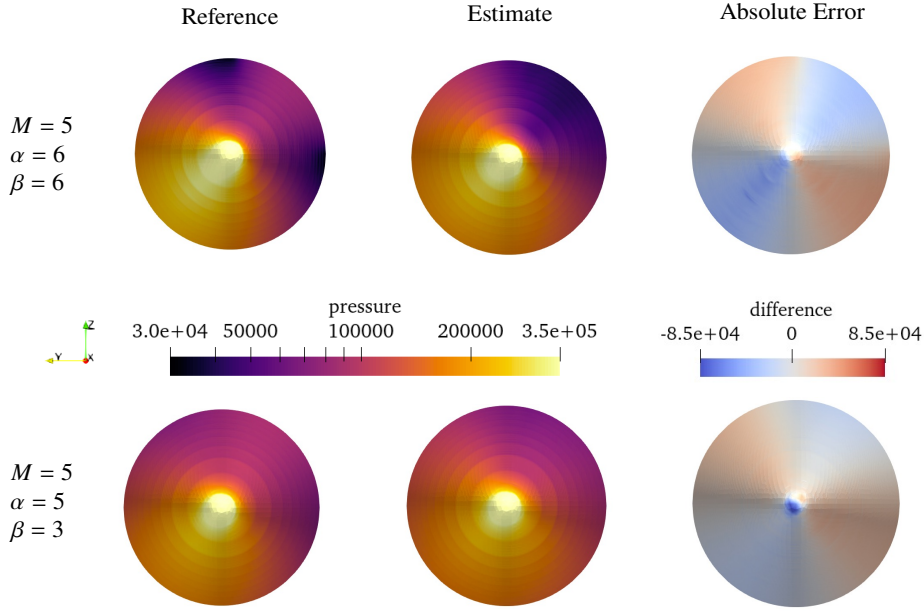 Reference Estimate Absolute Error
M = 5
α = 6
β = 6
pressure difference
3.0e+04 50000 100000 200000 3.5e+05 -8.5e+04 0 8.5e+04
Z
Y X
M = 5
α = 5
β = 3